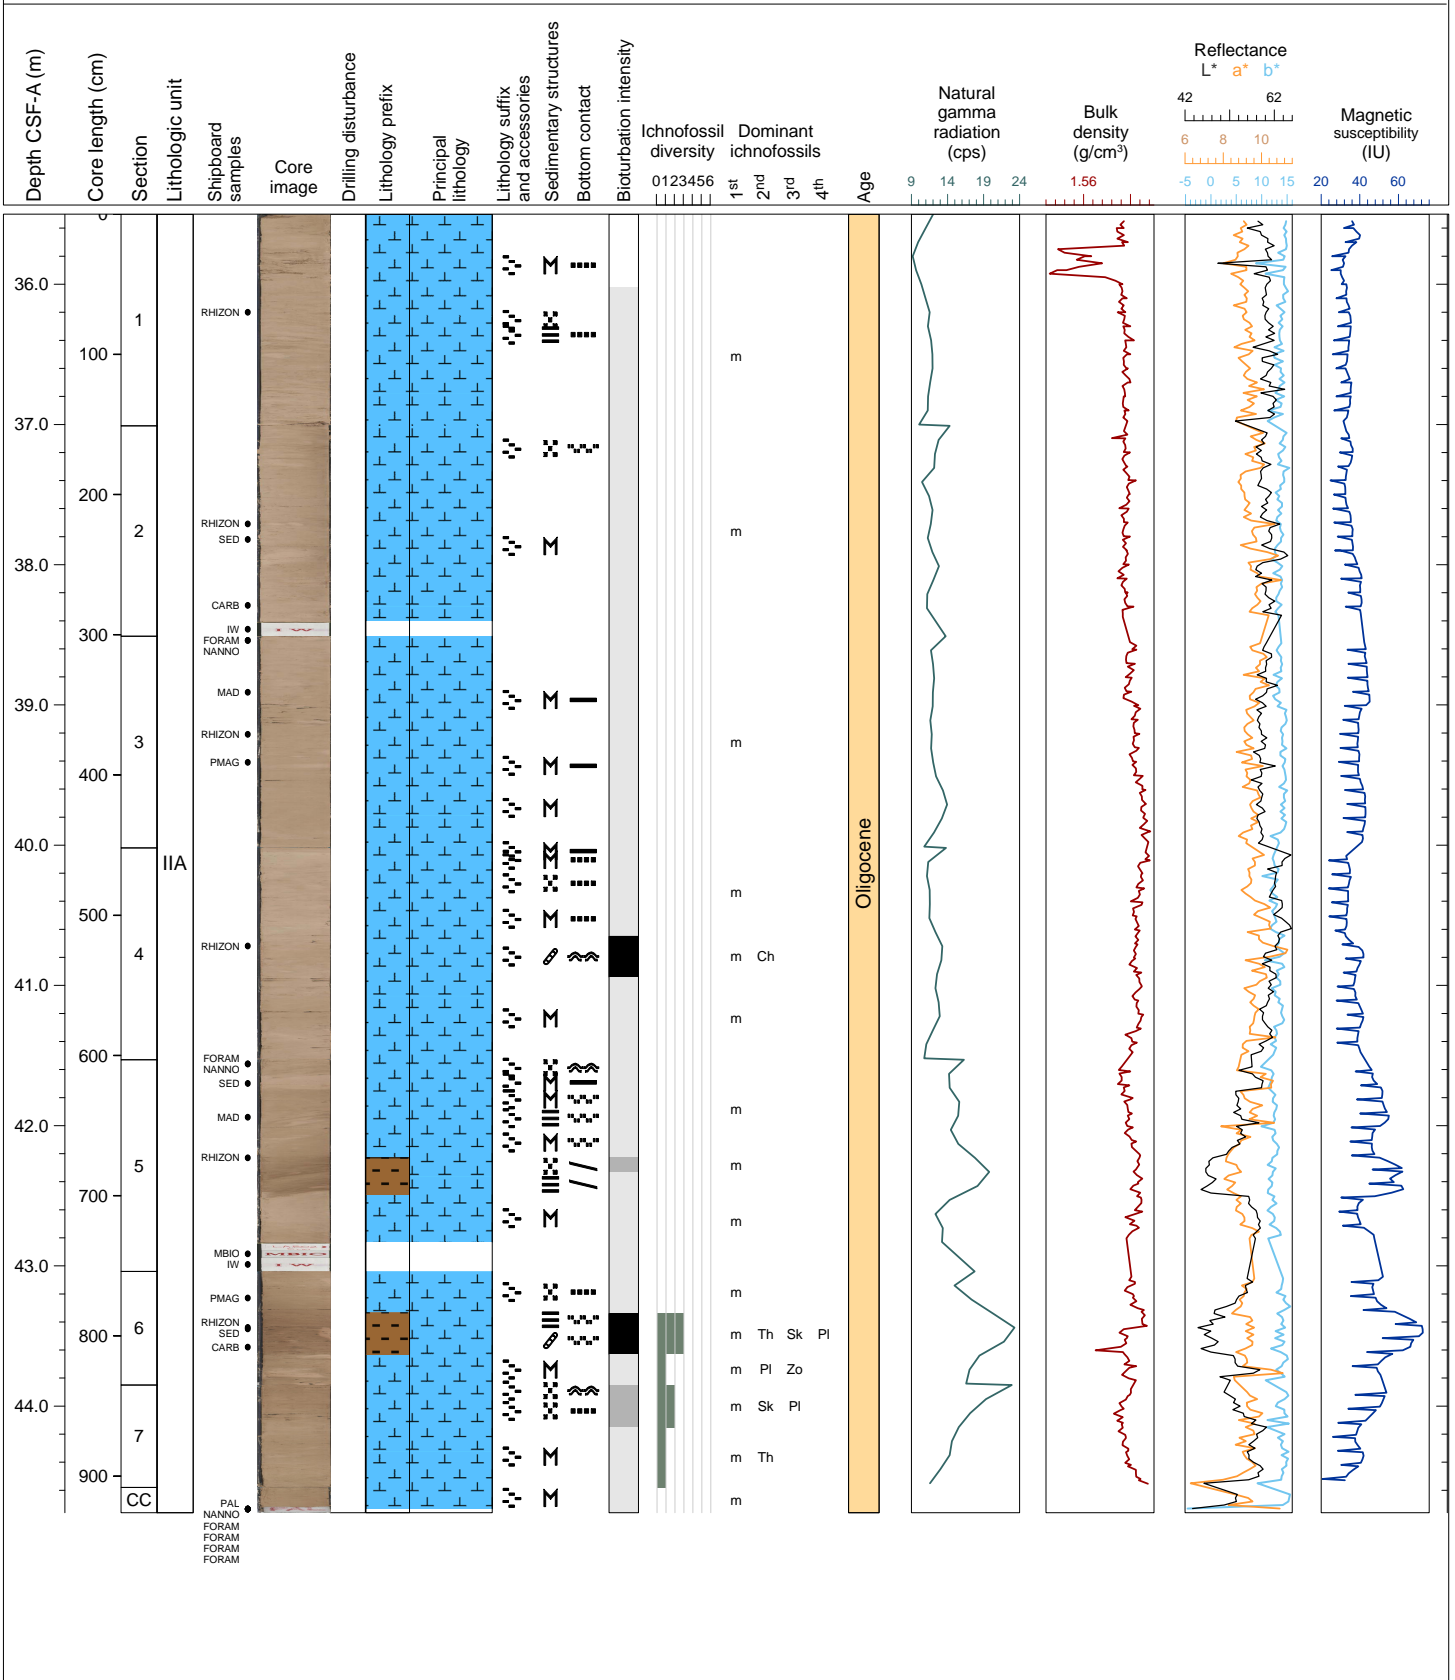 Depth CSF-A (m)
Core length (cm)
Section
Lithologic unit
Shipboard
samples
Core
image
Drilling disturbance
Lithology prefix
Principal
lithology
Lithology suffix
and accessories
Sedimentary structures
Bottom contact
Bioturbation intensity
Ichnofossil
diversity
0123456
Dominant
ichnofossils
1st 2nd 3rd 4th
Age
Natural
gamma
radiation
(cps)
9 14 19 24
Bulk
density
(g/cm³)
1.56
Reflectance
L* a* b*
42 62
6 8 10
-5 0 5 10 15
Magnetic
susceptibility
(IU)
20 40 60
0
36.0
1
RHIZON
100
m
37.0
200
RHIZON
2
SED
m
38.0
CARB
IW
I W
300
FORAM
NANNO
MAD
39.0
RHIZON
3
m
PMAG
400
40.0
IIA
Oligocene
m
500
RHIZON
4
m Ch
41.0
m
600
FORAM
NANNO
SED
MAD
m
42.0
RHIZON
5
m
700
m
MBIO
MBIO
IW
I W
43.0
PMAG
m
RHIZON
6
SED
800
m Th Sk Pl
CARB
m Pl Zo
44.0
m Sk Pl
7
m Th
900
CC
m
PAL
NANNO
FORAM
FORAM
FORAM
FORAM